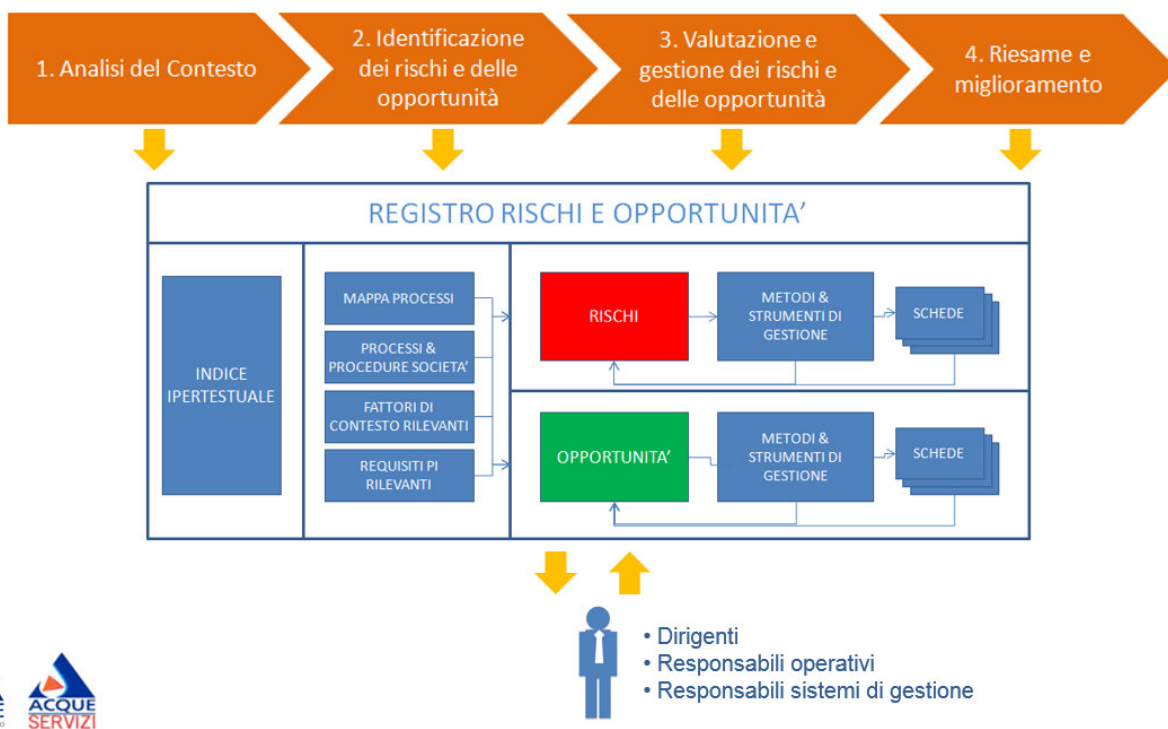 1. Analisi del Contesto
2. Identificazione
dei rischi e delle
opportunità
3. Valutazione e
gestione dei rischi e
delle opportunità
4. Riesame e
miglioramento
REGISTRO RISCHI E OPPORTUNITA’
INDICE
IPERTESTUALE
MAPPA PROCESSI
PROCESSI &
PROCEDURE SOCIETA’
FATTORI DI
CONTESTO RILEVANTI
REQUISITI PI
RILEVANTI
RISCHI
METODI &
STRUMENTI DI
GESTIONE
SCHEDE
OPPORTUNITA’
METODI &
STRUMENTI DI
GESTIONE
SCHEDE
• Dirigenti
• Responsabili operativi
• Responsabili sistemi di gestione
ACQUE
SERVIZI